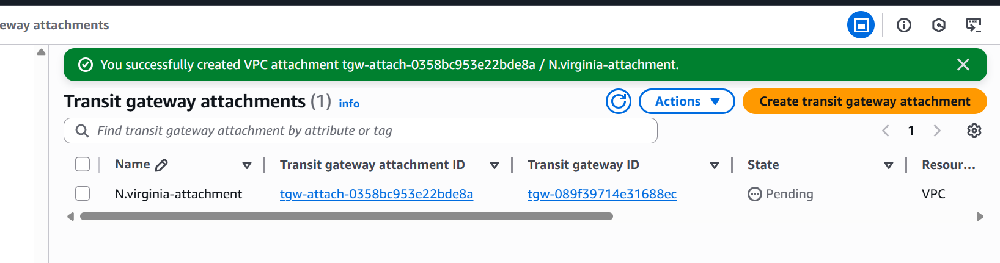 eway attachments
You successfully created VPC attachment tgw-attach-0358bc953e22bde8a / N.virginia-attachment.
Transit gateway attachments (1) info
Actions
Create transit gateway attachment
Find transit gateway attachment by attribute or tag
1
Name Transit gateway attachment ID Transit gateway ID State Resour...
N.virginia-attachment tgw-attach-0358bc953e22bde8a tgw-089f39714e31688ec Pending VPC